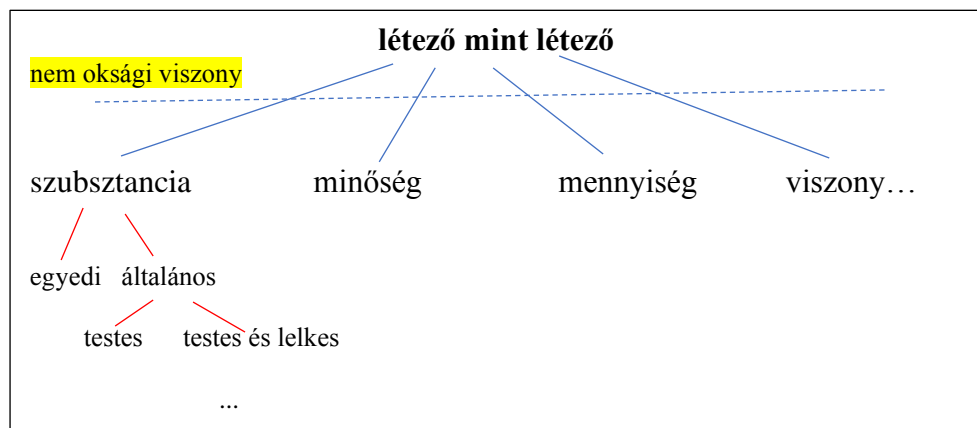 létező mint létező
nem oksági viszony
szubsztancia minőség mennyiség viszony…
egyedi általános
testes testes és lelkes
...